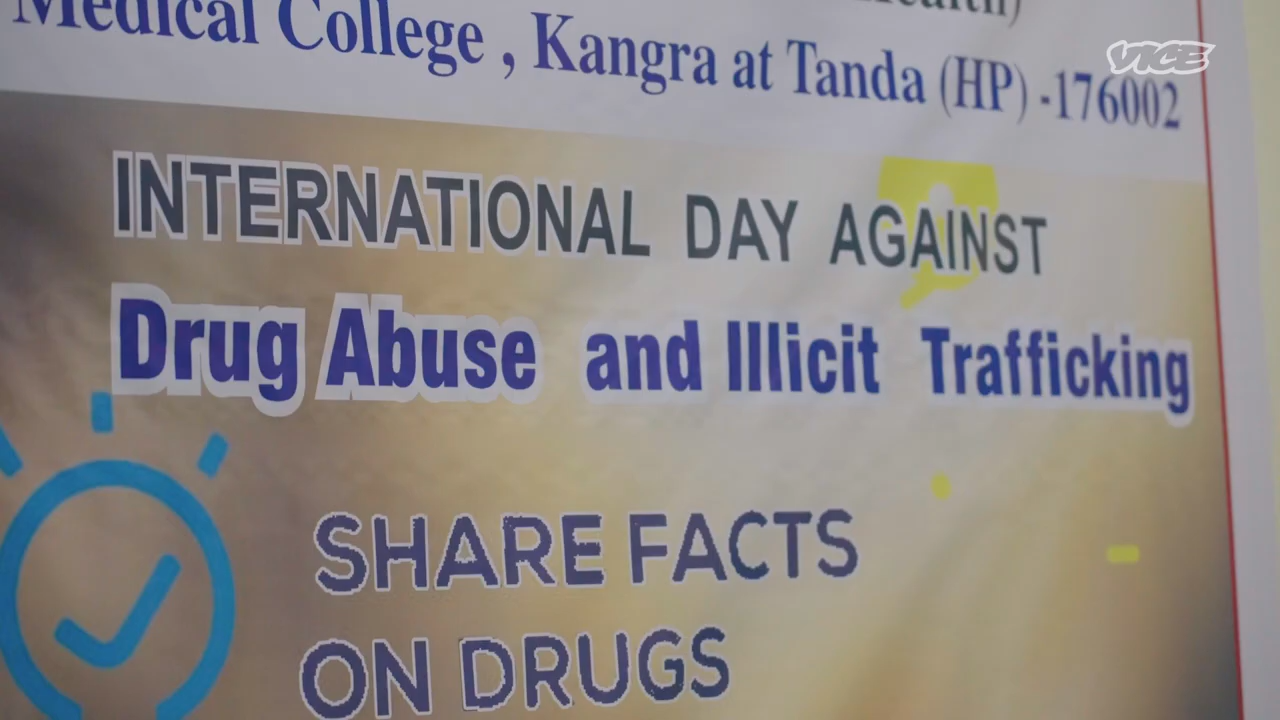 Health)
Medical College , Kangra at Tanda (HP) -176002
VICE
INTERNATIONAL DAY AGAINST
Drug Abuse and Illicit Trafficking
SHARE FACTS
ON DRUGS